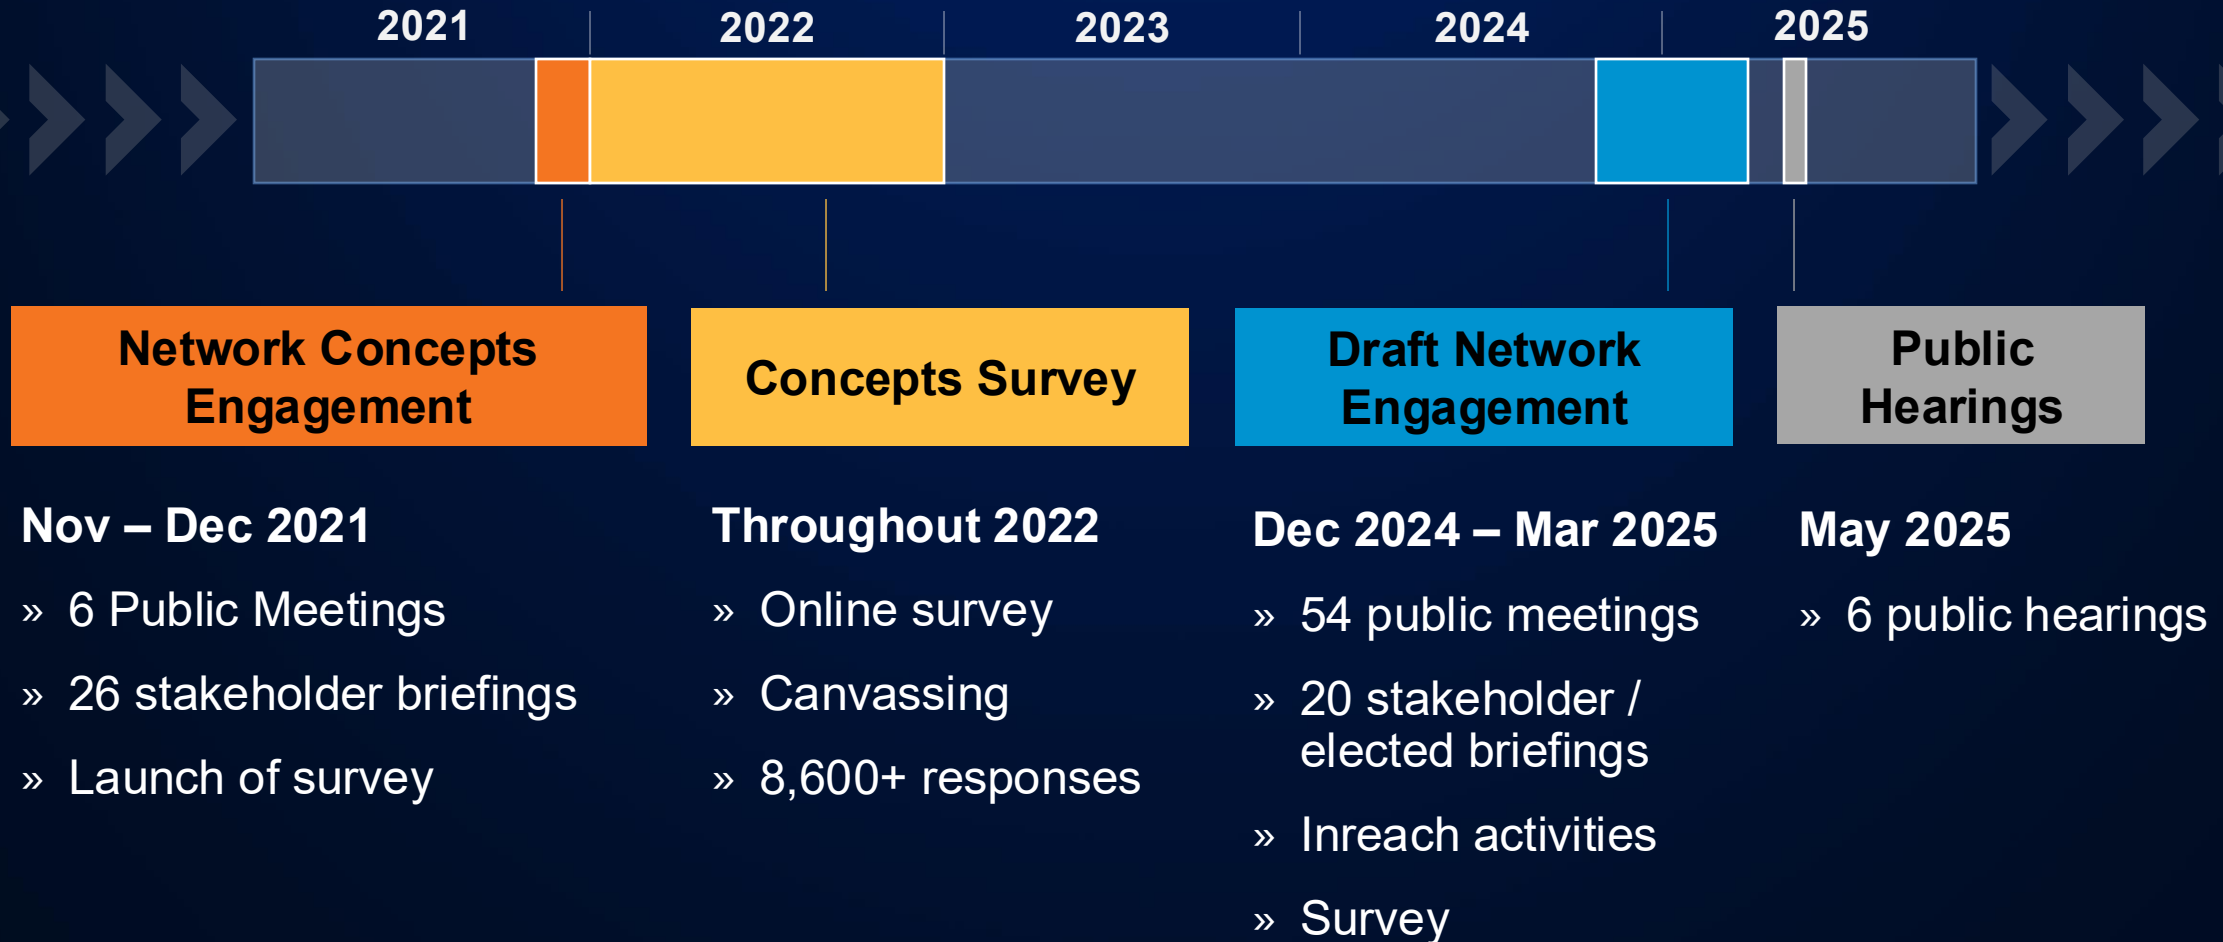 2021
2022
2023
2024
2025
Network Concepts
Engagement
Nov – Dec 2021
» 6 Public Meetings
» 26 stakeholder briefings
» Launch of survey
Concepts Survey
Throughout 2022
» Online survey
» Canvassing
» 8,600+ responses
Draft Network
Engagement
Dec 2024 – Mar 2025
» 54 public meetings
» 20 stakeholder /
elected briefings
» Inreach activities
» Survey
Public
Hearings
May 2025
» 6 public hearings